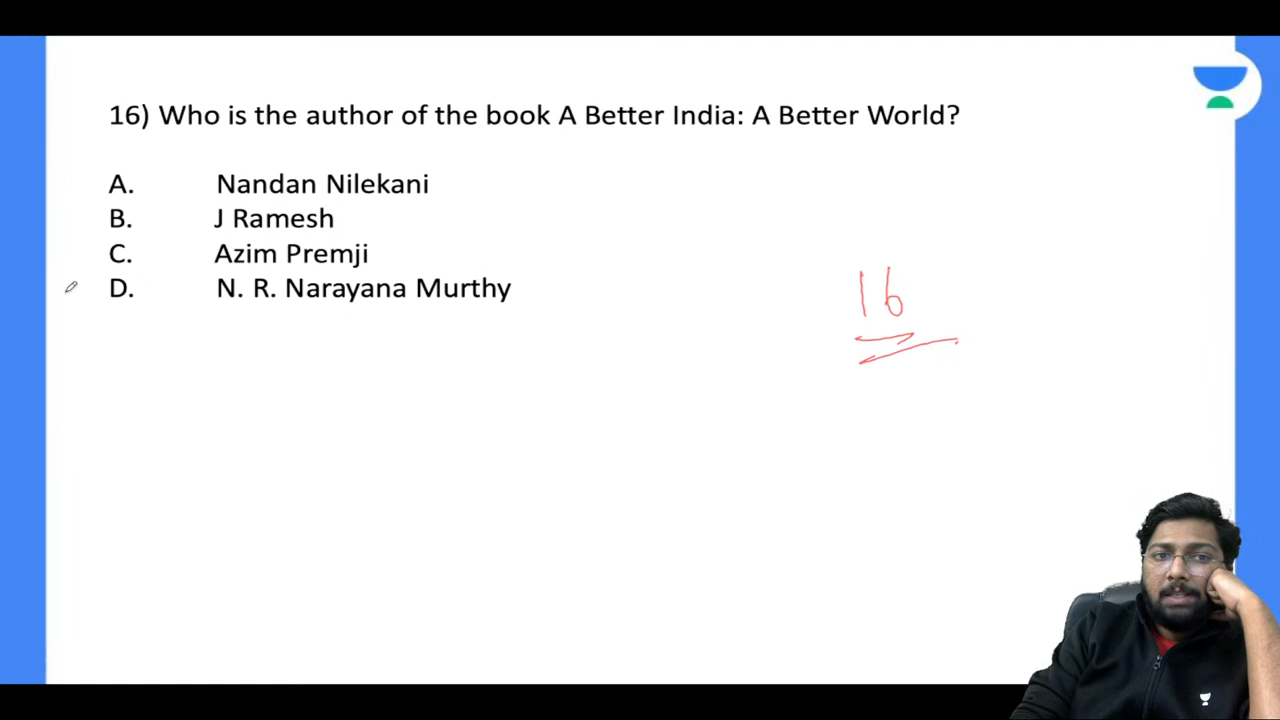 16) Who is the author of the book A Better India: A Better World?
A. Nandan Nilekani
B. J Ramesh
C. Azim Premji
D. N. R. Narayana Murthy
16